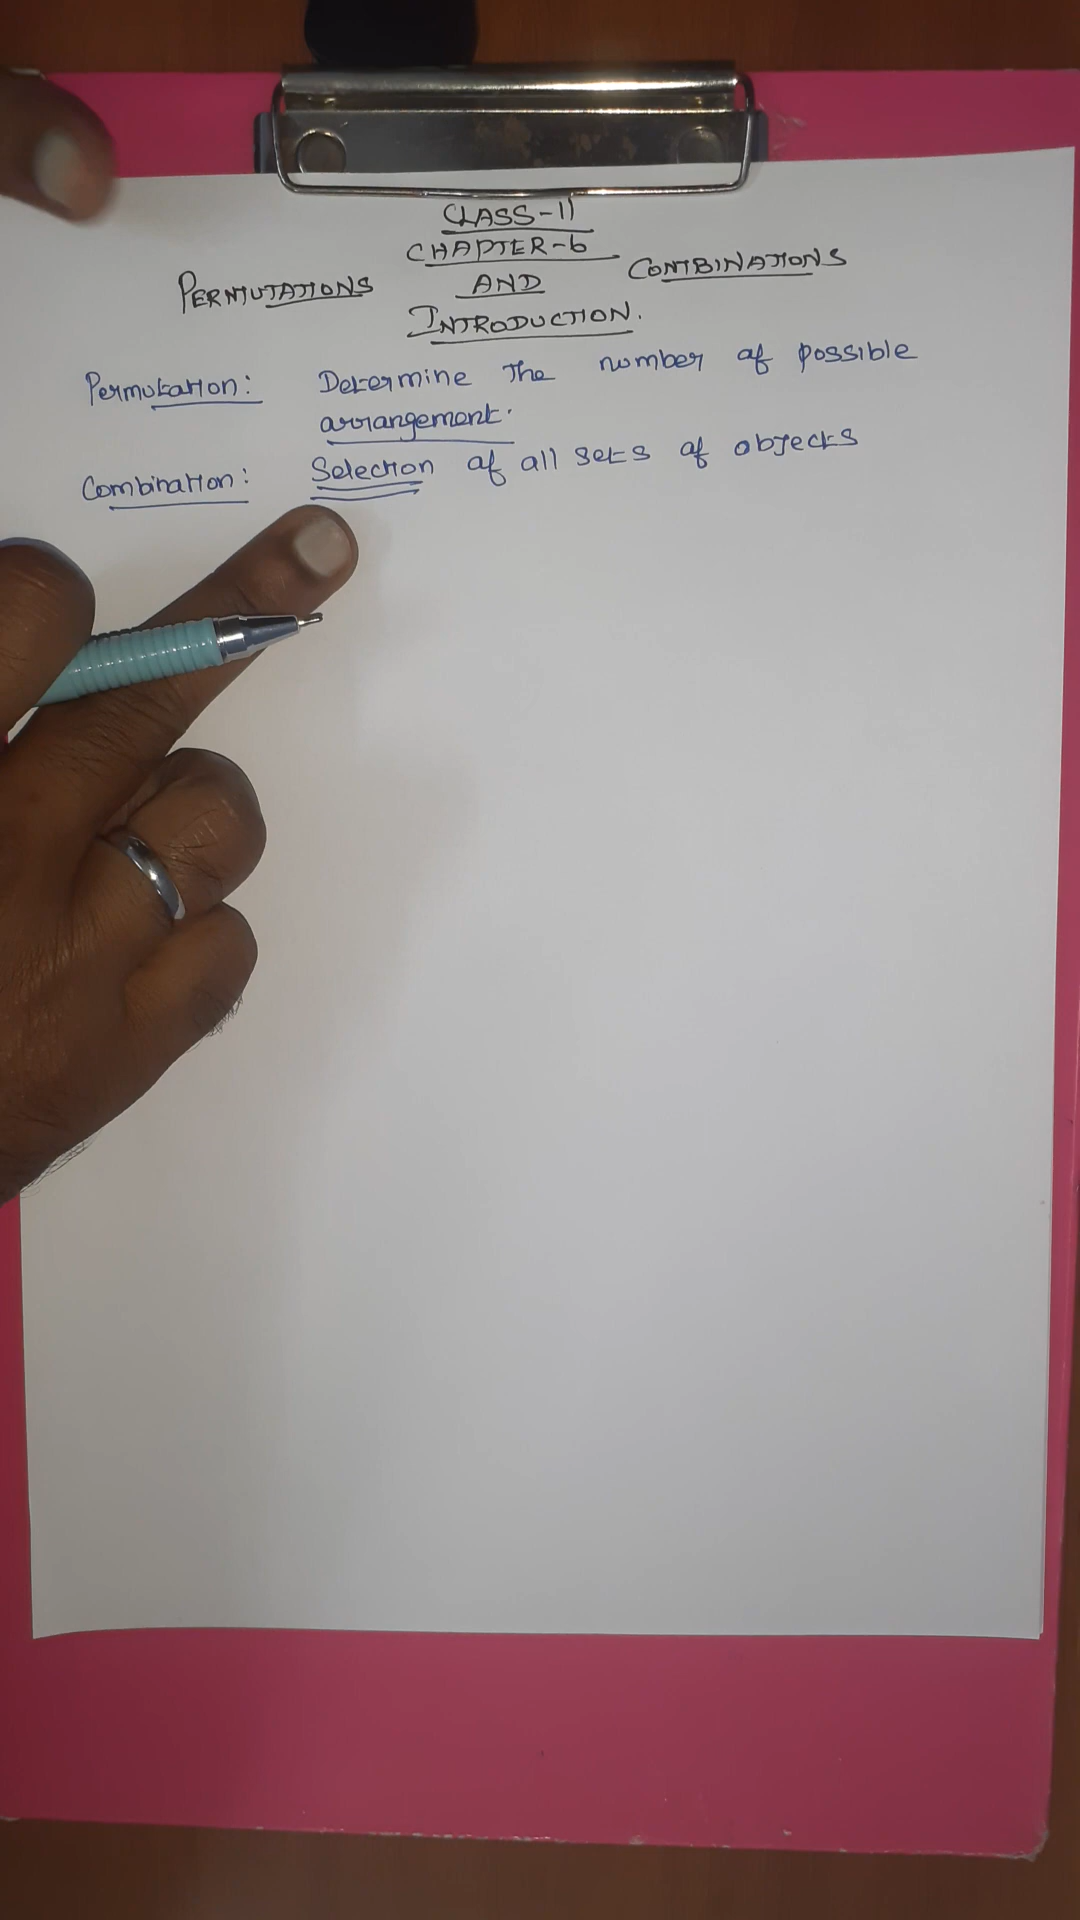 CLASS-11
CHAPTER-6
PERMUTATIONS AND COMBINATIONS
INTRODUCTION.
Permutation: Determine The number of possible
arrangement.
Combination: Selection of all sets of objects